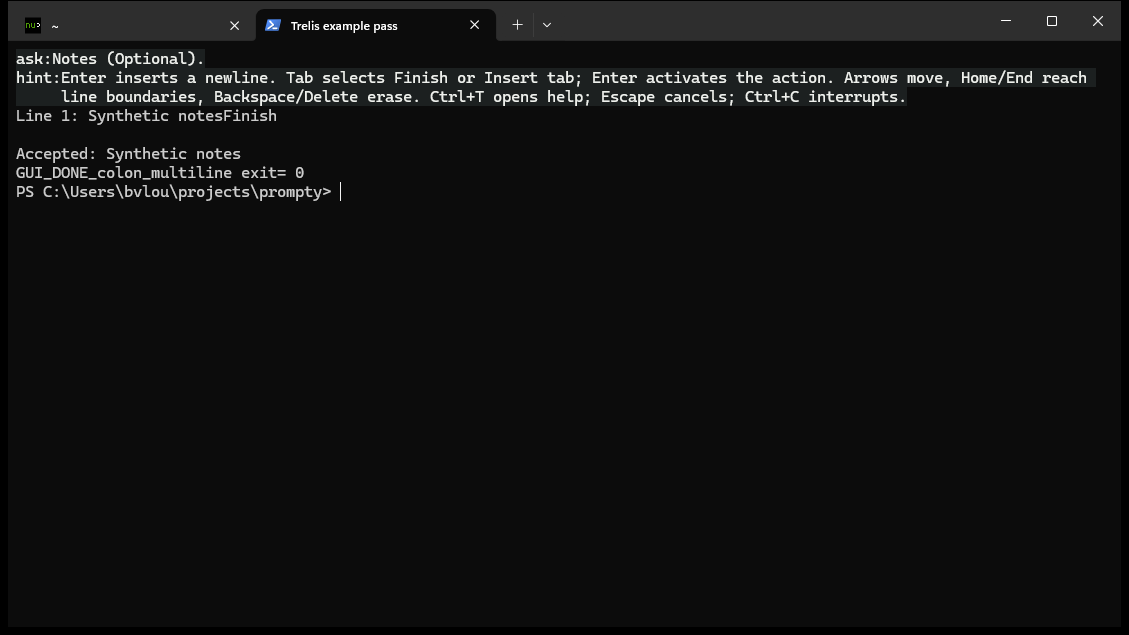 nu> ~
Trelis example pass
ask:Notes (Optional).
hint:Enter inserts a newline. Tab selects Finish or Insert tab; Enter activates the action. Arrows move, Home/End reach
line boundaries, Backspace/Delete erase. Ctrl+T opens help; Escape cancels; Ctrl+C interrupts.
Line 1: Synthetic notesFinish
Accepted: Synthetic notes
GUI_DONE_colon_multiline exit= 0
PS C:\Users\bvlou\projects\prompty>